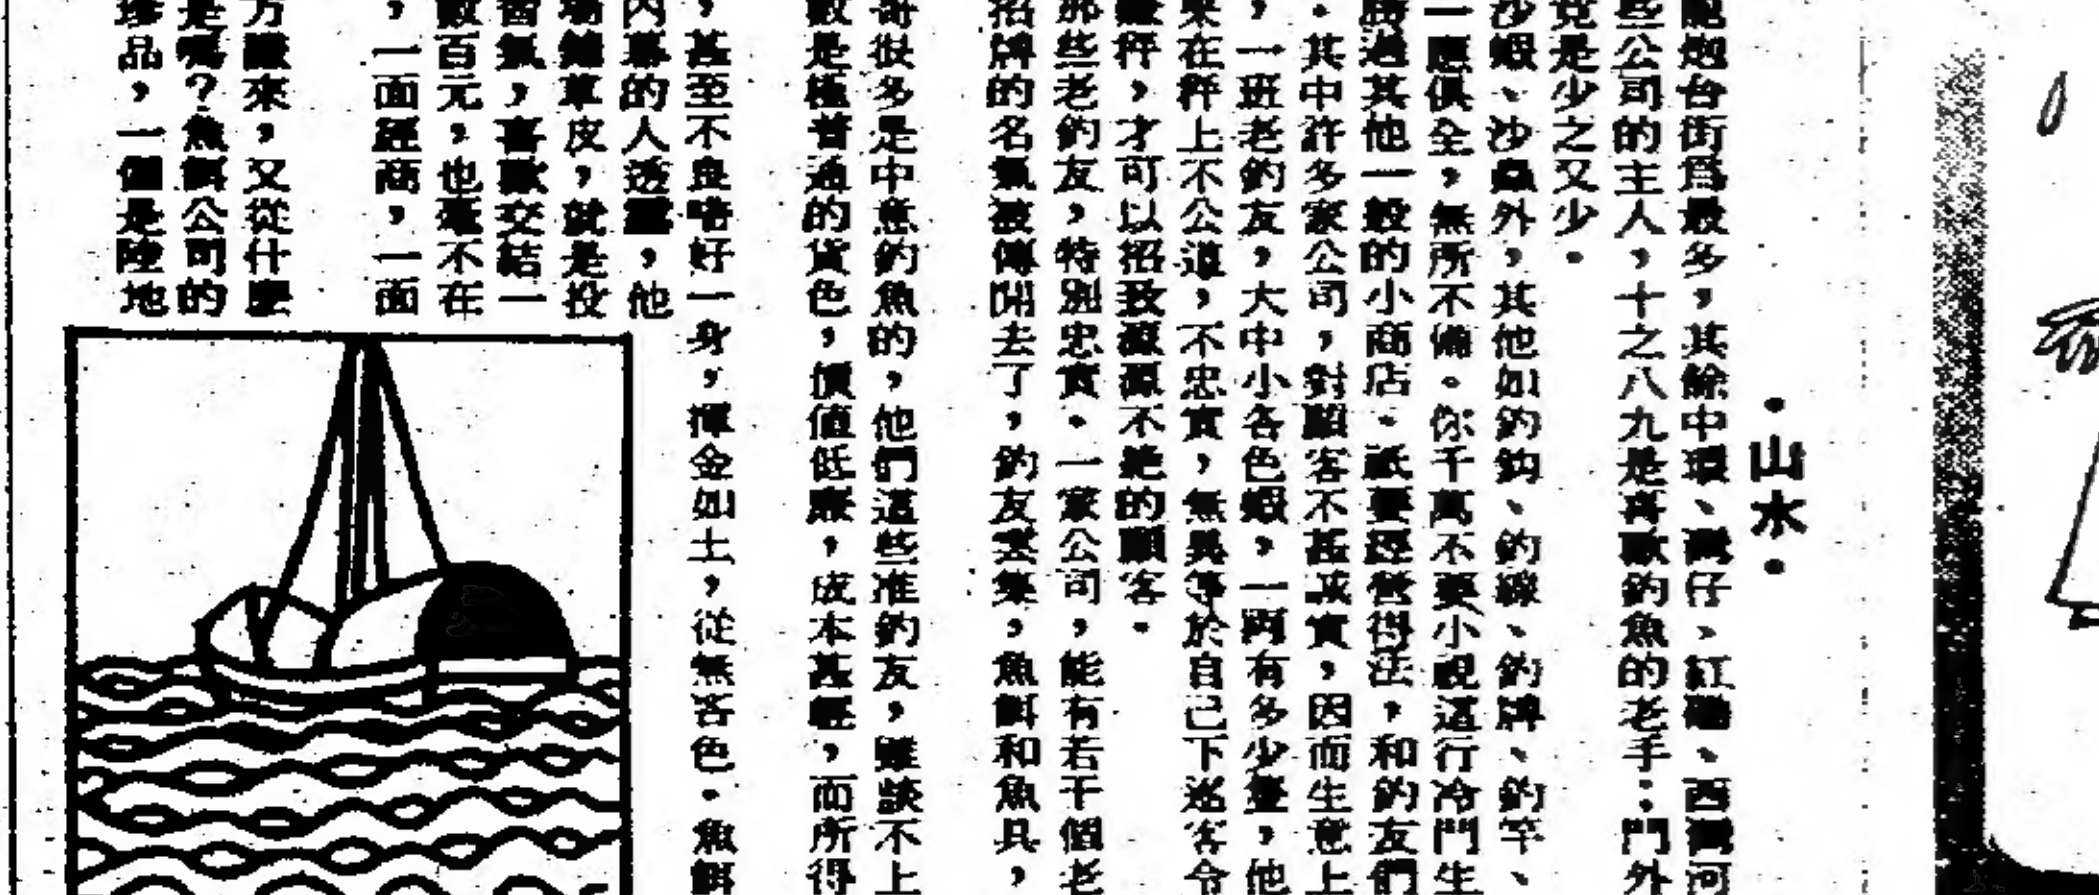 ·山水·
龍炮台街爲最多，其餘中環、灣仔、紅磡、西灣河
些公司的主人，十之八九是喜歡釣魚的老手：門外
竟是少之又少．
沙蝦、沙蟲外，其他如釣鈎、釣線、釣牌、釣竿、
一應俱全，無所不備。你千萬不要小視這行冷門生
勝過其他一般的小商店．祇要經營得法，和釣友們
．其中許多家公司，對顧客不甚誠實，因而生意上
，一班老釣友，大中小各色蝦，一両有多少隻，他
果在秤上不公道，不忠實，無異等於自己下逐客令
秤，才可以招致源源不絶的顧客．
那些老釣友，特別忠實．一家公司，能有若干個老
招牌的名氣被傳開去了，釣友雲集，魚餌和魚具，
哥很多是中意釣魚的，他們這些准釣友，雖談不上
數是極普通的貨色，價值低廉，成本甚輕，而所得
，甚至不良嗜好一身，揮金如土，從無吝色．魚餌
內幕的人透露，他
場鏟草皮，就是投
習氣，喜歡交結一
數百元，也毫不在
，一面經商，一面
方嚟來，又從什麽
是嗎？魚餌公司的
珍品，一個是陸地